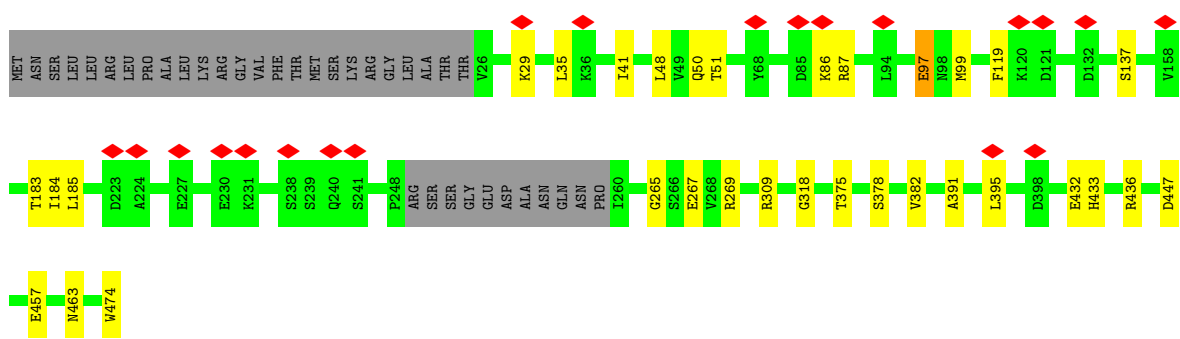 MET ASN SER LEU LEU ARG LEU PRO ALA LEU LYS ARG GLY VAL PHE THR MET SER LYS ARG GLY LEU ALA THR THR V26 K29 L35 K36 I41 L48 V49 Q50 T51 Y68 D85 K86 R87 L94 E97 N98 M99 F119 K120 D121 D132 S137 V158
T183 I184 L185 D223 A224 E227 E230 K231 S238 S239 Q240 S241 P248 ARG SER SER GLY GLU ASP ALA ASN GLN ASN PRO I260 G265 S266 E267 V268 R269 R309 G318 T375 S378 V382 A391 L395 D398 E432 H433 R436 D447
E457 N463 W474